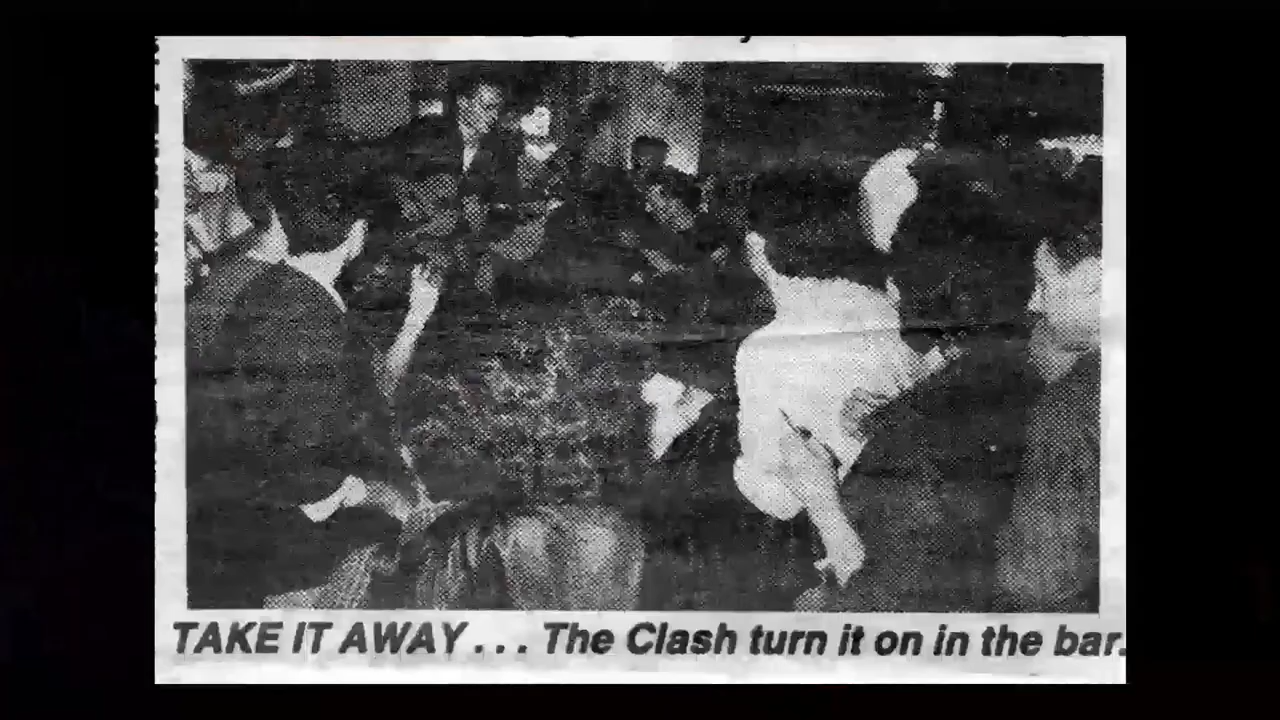 TAKE IT AWAY . . . The Clash turn it on in the bar.